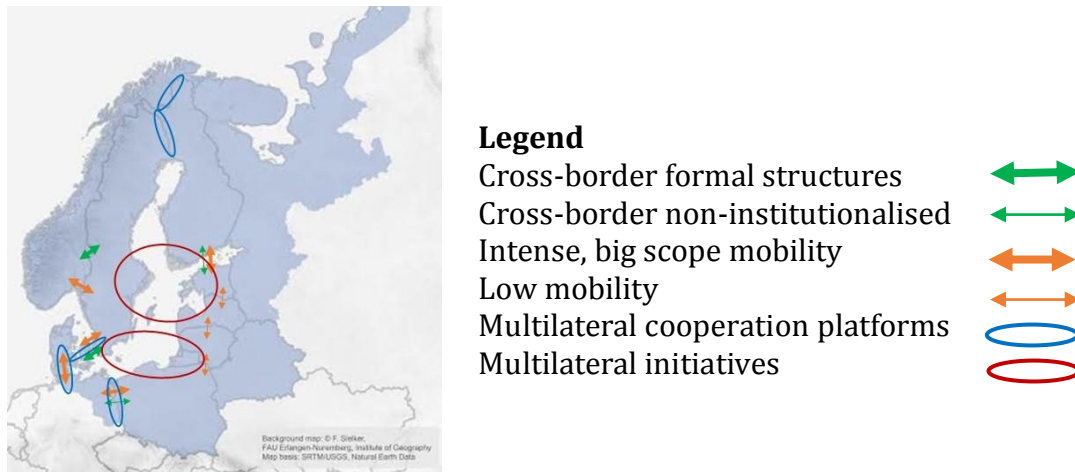 Legend
Cross-border formal structures
Cross-border non-institutionalised
Intense, big scope mobility
Low mobility
Multilateral cooperation platforms
Multilateral initiatives
Background map: © F. Sielker,
FAU Erlangen-Nuremberg, Institute of Geography
Map basis: SRTM/USGS, Natural Earth Data